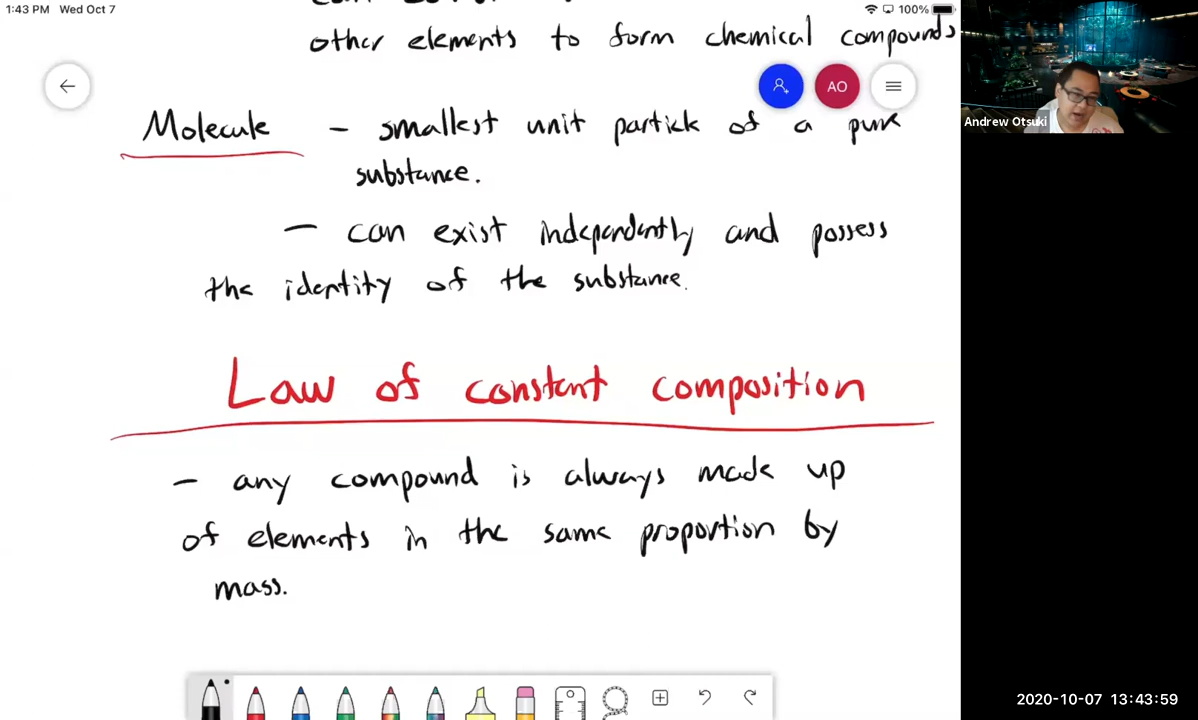 1:43 PM Wed Oct 7
100%
other elements to form chemical compounds
AO
Molecule - smallest unit particle of a pure
substance.
- can exist independently and possess
the identity of the substance.
Law of constant composition
- any compound is always made up
of elements in the same proportion by
mass.
Andrew Otsuki
2020-10-07 13:43:59